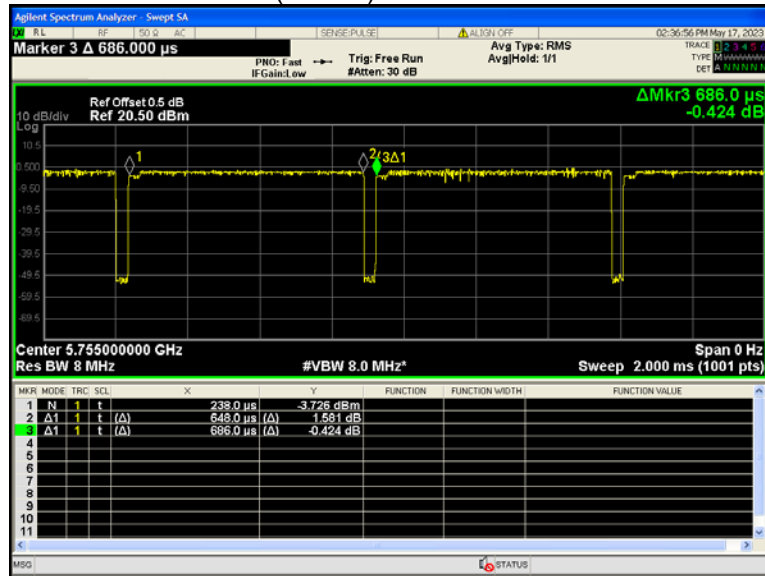 Agilent Spectrum Analyzer - Swept SA
RL RF 50 Ω AC SENSE:PULSE ALIGN OFF 02:36:56 PM May 17, 2023
Marker 3 Δ 686.000 µs
PNO: Fast
IFGain:Low
Trig: Free Run
#Atten: 30 dB
Avg Type: RMS
Avg|Hold: 1/1
TRACE 1 2 3 4 5 6
TYPE M
DET A N N N N N
ΔMkr3 686.0 µs
-0.424 dB
Ref Offset 0.5 dB
10 dB/div Ref 20.50 dBm
Log
10.5
0.500
-9.50
-19.5
-29.5
-39.5
-49.5
-59.5
-69.5
1
2
3Δ1
Center 5.755000000 GHz Span 0 Hz
Res BW 8 MHz #VBW 8.0 MHz* Sweep 2.000 ms (1001 pts)
MKR MODE TRC SCL X Y FUNCTION FUNCTION WIDTH FUNCTION VALUE
1 N 1 t 238.0 µs -3.726 dBm
2 Δ1 1 t (Δ) 648.0 µs (Δ) 1.581 dB
3 Δ1 1 t (Δ) 686.0 µs (Δ) -0.424 dB
4
5
6
7
8
9
10
11
MSG STATUS